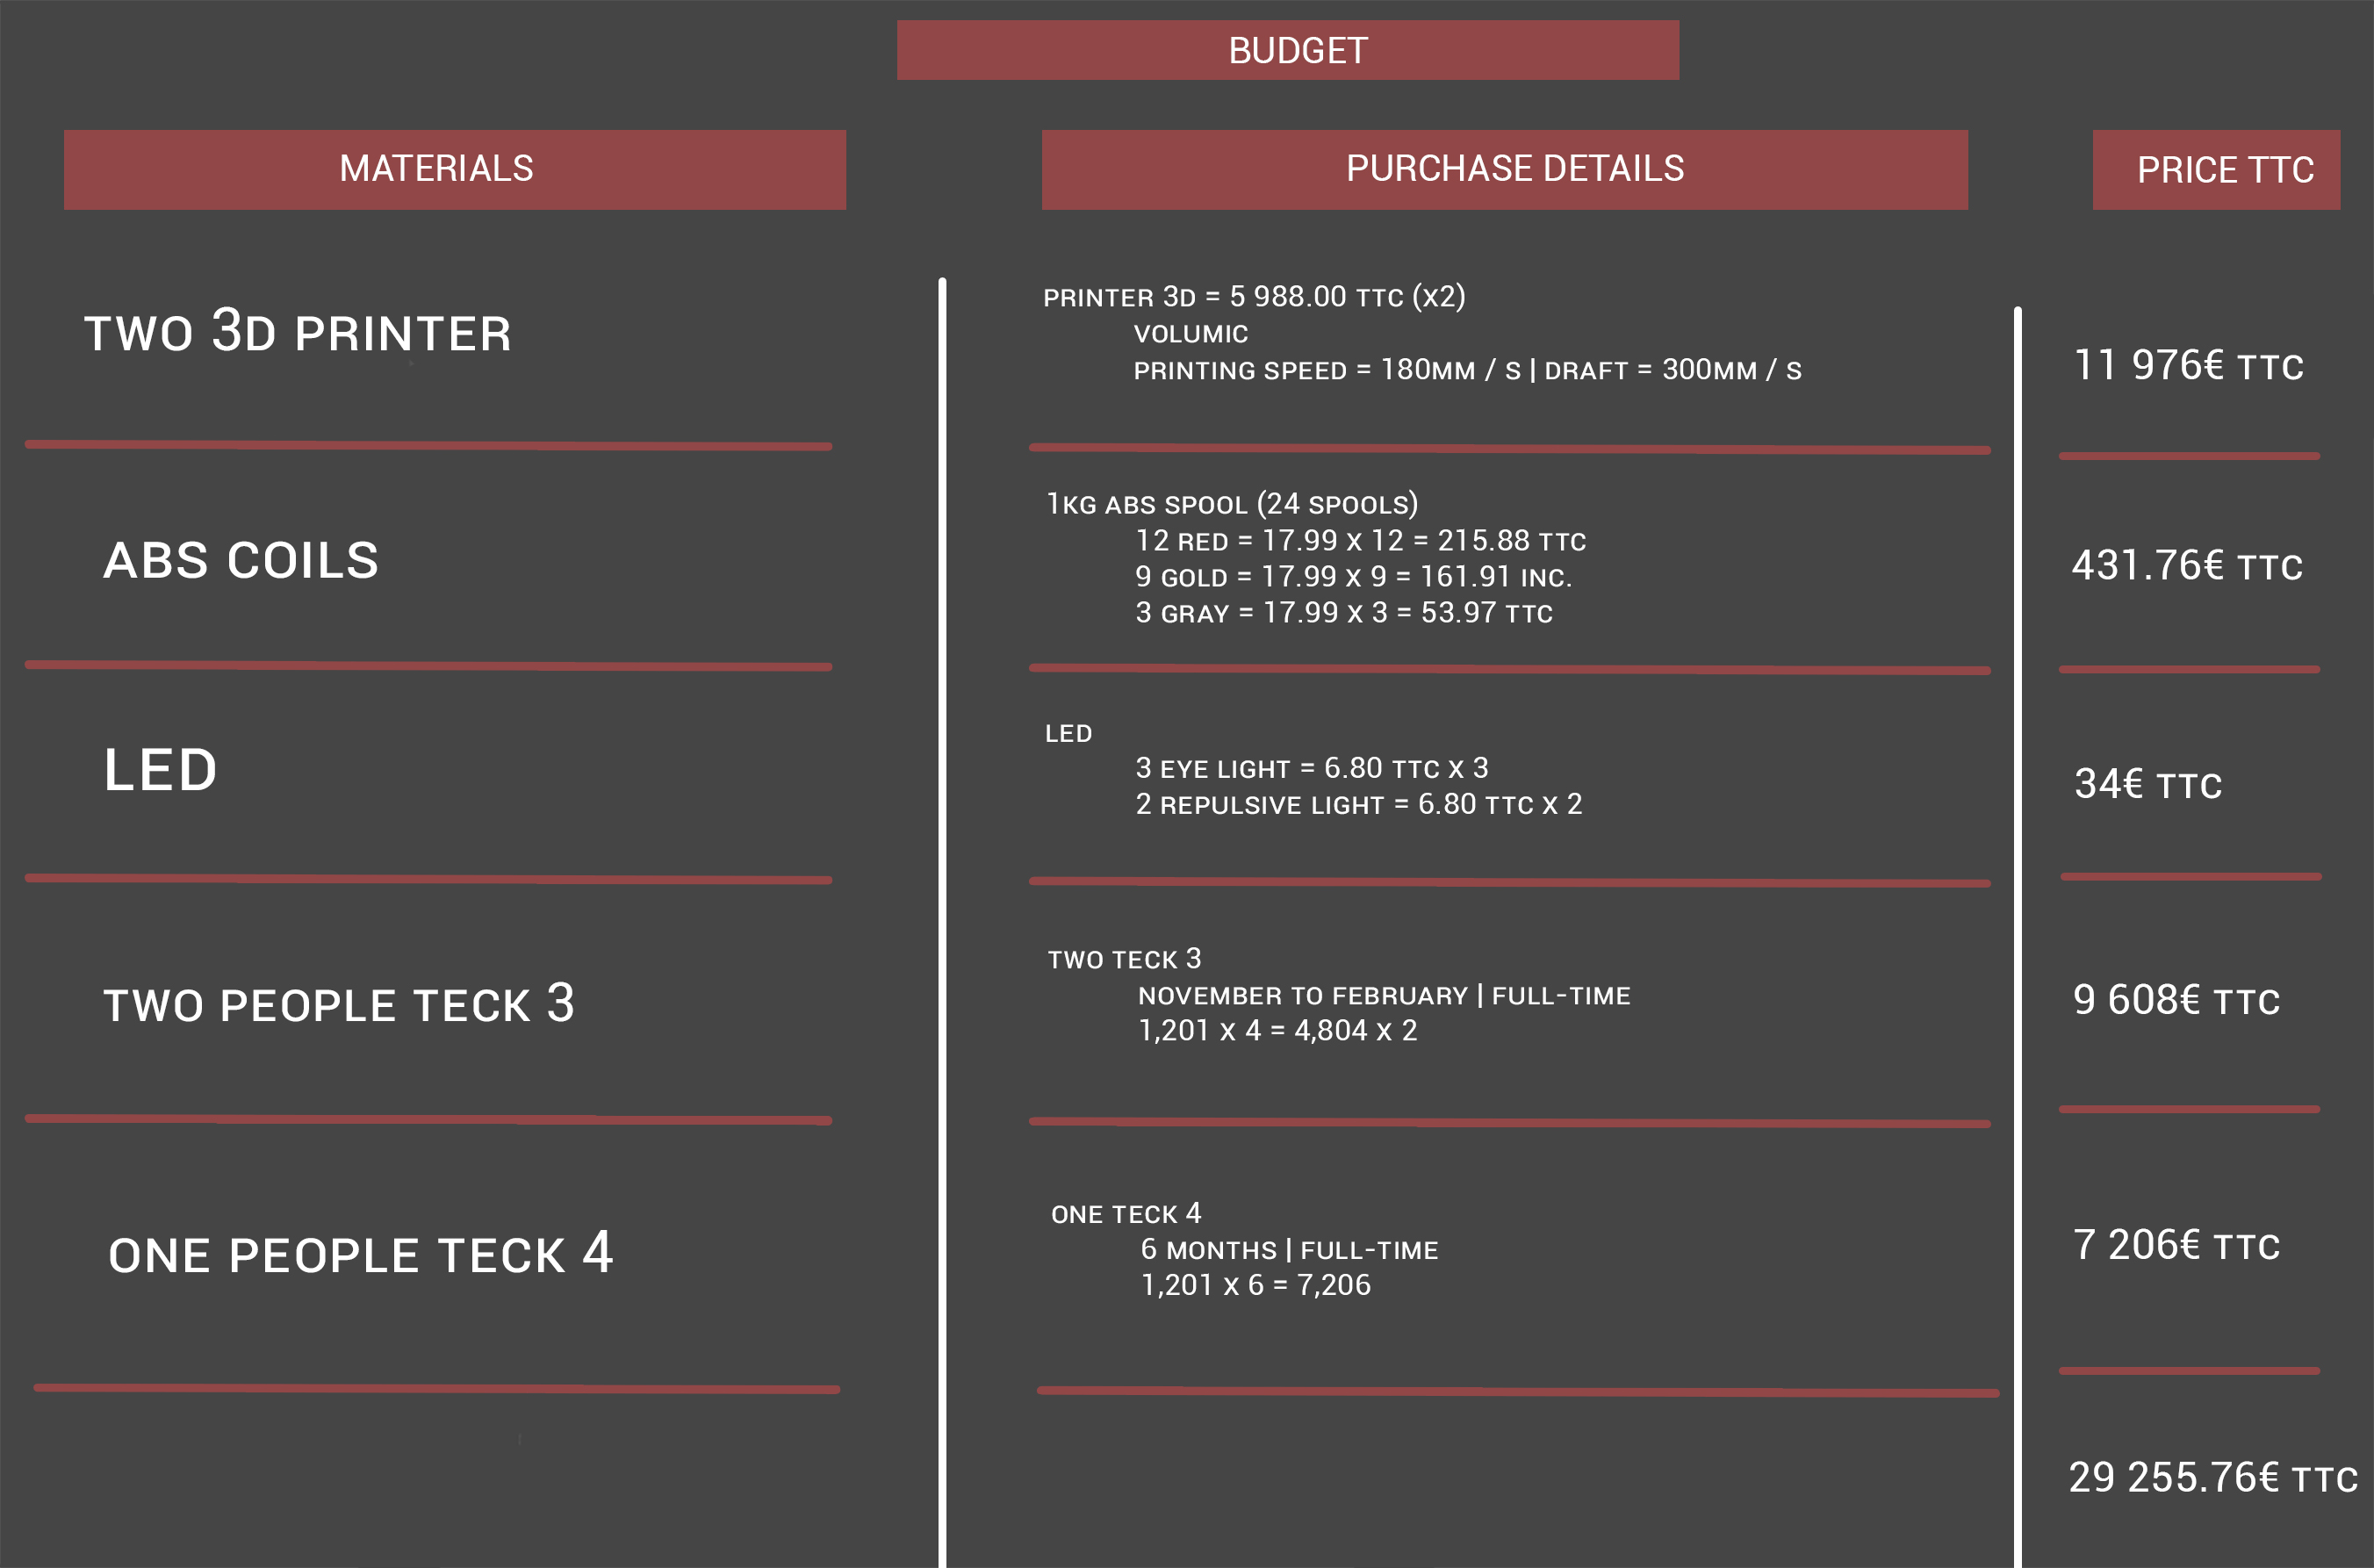 BUDGET
MATERIALS
PURCHASE DETAILS
PRICE TTC
TWO 3D PRINTER
PRINTER 3D = 5 988.00 TTC (X2)
VOLUMIC
PRINTING SPEED = 180MM / S | DRAFT = 300MM / S
11 976€ TTC
ABS COILS
1KG ABS SPOOL (24 SPOOLS)
12 RED = 17.99 X 12 = 215.88 TTC
9 GOLD = 17.99 X 9 = 161.91 INC.
3 GRAY = 17.99 X 3 = 53.97 TTC
431.76€ TTC
LED
LED
3 EYE LIGHT = 6.80 TTC X 3
2 REPULSIVE LIGHT = 6.80 TTC X 2
34€ TTC
TWO PEOPLE TECK 3
TWO TECK 3
NOVEMBER TO FEBRUARY | FULL-TIME
1,201 X 4 = 4,804 X 2
9 608€ TTC
ONE PEOPLE TECK 4
ONE TECK 4
6 MONTHS | FULL-TIME
1,201 X 6 = 7,206
7 206€ TTC
29 255.76€ TTC